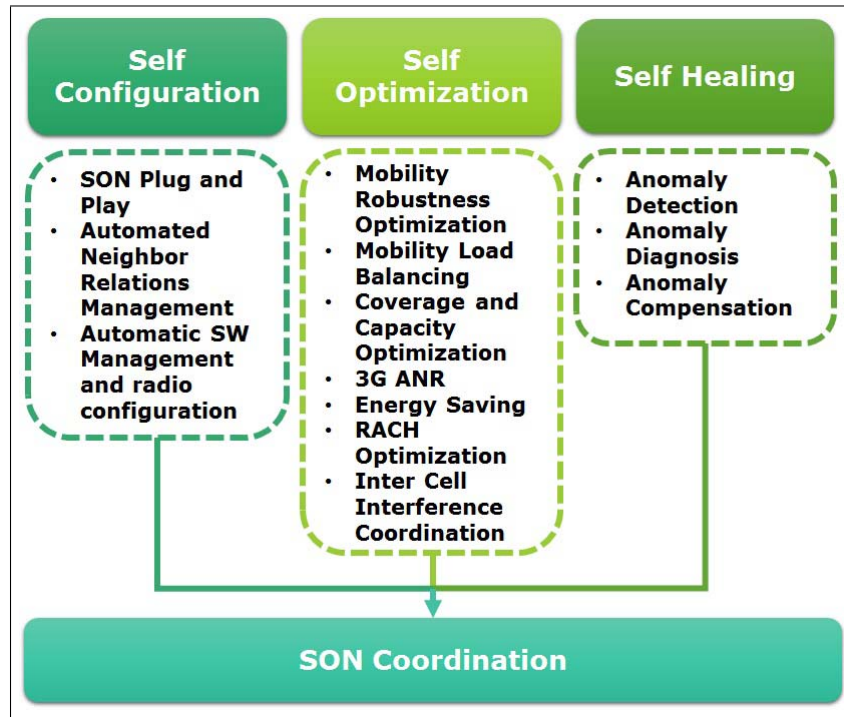 Self
Configuration
• SON Plug and
Play
• Automated
Neighbor
Relations
Management
• Automatic SW
Management
and radio
configuration
Self
Optimization
• Mobility
Robustness
Optimization
• Mobility Load
Balancing
• Coverage and
Capacity
Optimization
• 3G ANR
• Energy Saving
• RACH
Optimization
• Inter Cell
Interference
Coordination
Self Healing
• Anomaly
Detection
• Anomaly
Diagnosis
• Anomaly
Compensation
SON Coordination